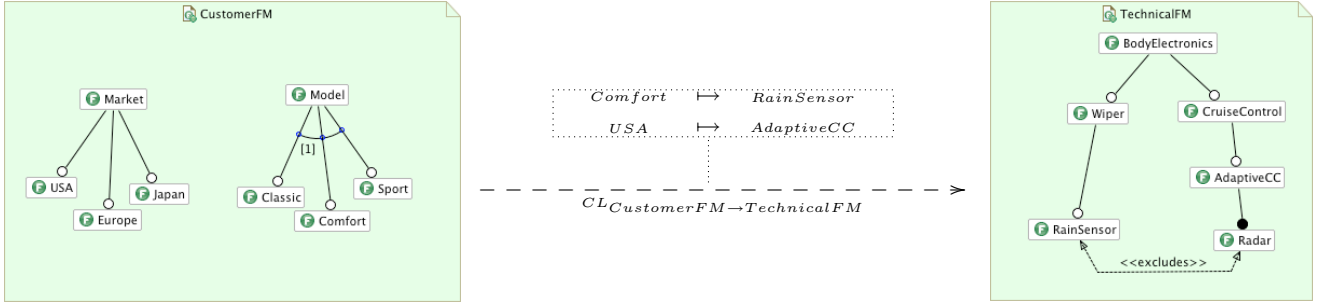 CustomerFM
Market
USA
Europe
Japan
Model
[1]
Classic
Comfort
Sport
Comfort ↦ RainSensor
USA ↦ AdaptiveCC
CL CustomerFM→TechnicalFM
TechnicalFM
BodyElectronics
Wiper
CruiseControl
AdaptiveCC
RainSensor
Radar
<<excludes>>